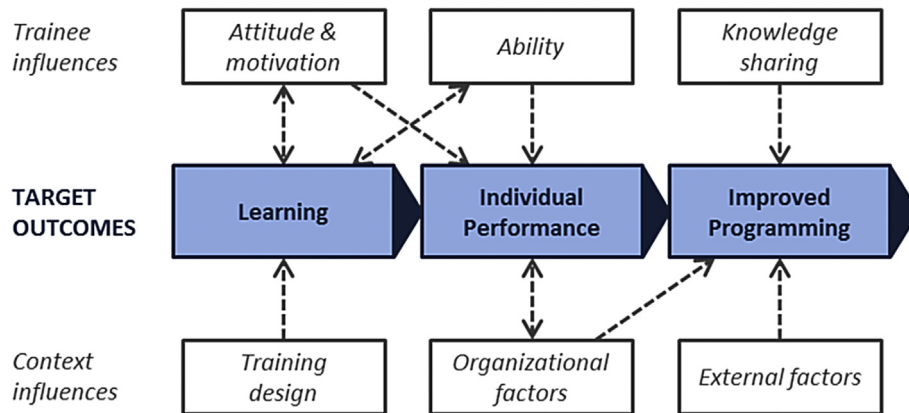 Trainee
influences
Attitude &
motivation
Ability
Knowledge
sharing
TARGET
OUTCOMES
Learning
Individual
Performance
Improved
Programming
Context
influences
Training
design
Organizational
factors
External factors